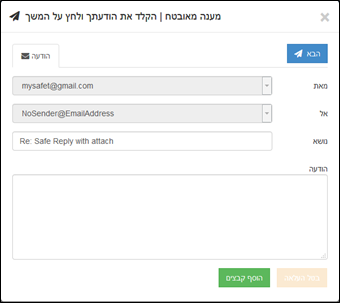 מענה מאובטח | הקלד את הודעתך ולחץ על המשך
הבא
הודעה
מאת
mysafet@gmail.com
אל
NoSender@EmailAddress
נושא
Re: Safe Reply with attach
הודעה
הוסף קבצים